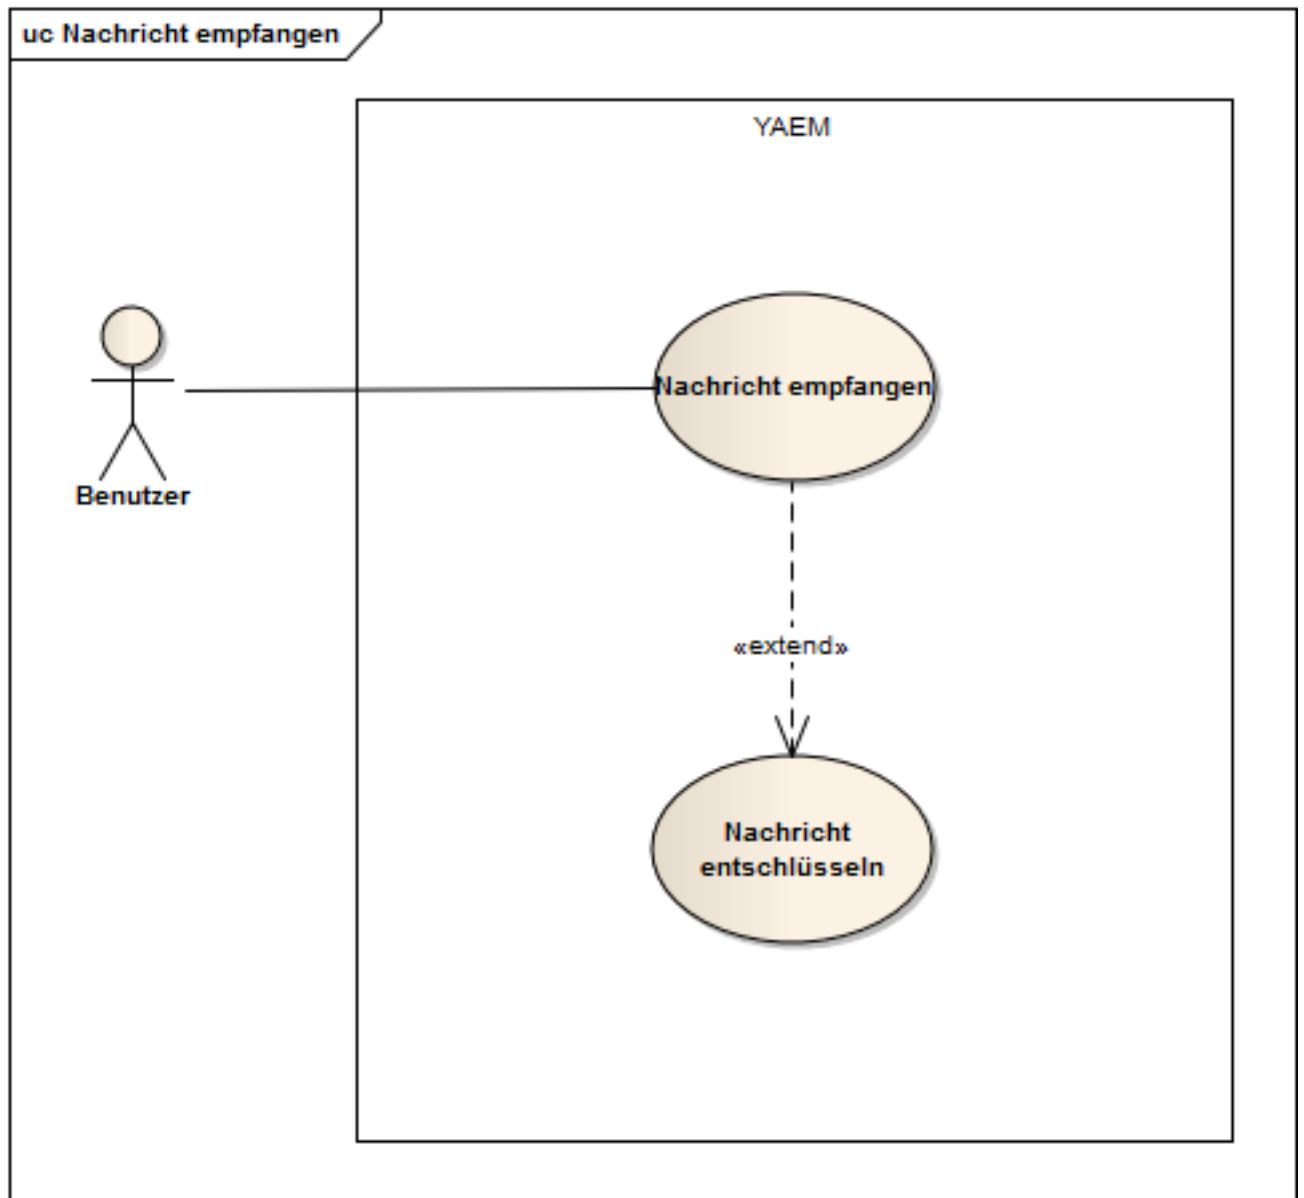 uc Nachricht empfangen
YAEM
Nachricht empfangen
Benutzer
«extend»
Nachricht
entschlüsseln